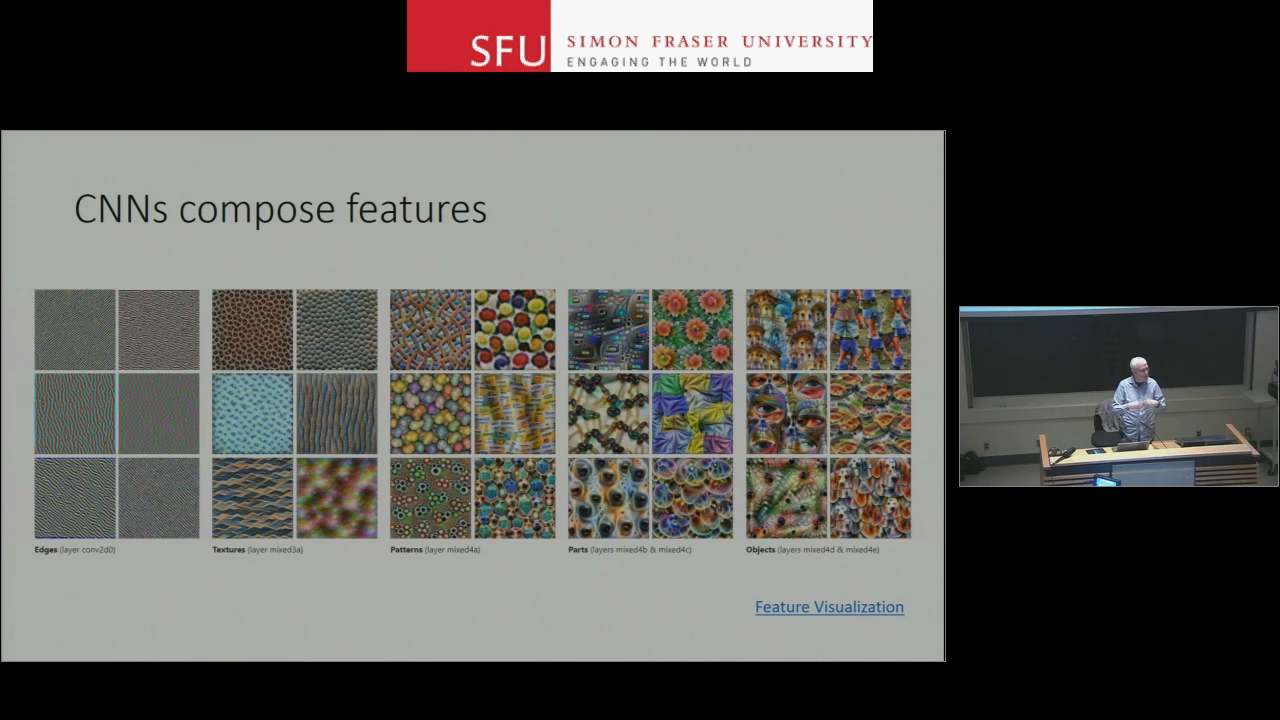 SFU SIMON FRASER UNIVERSITY
ENGAGING THE WORLD
CNNs compose features
Edges (layer conv2d0)
Textures (layer mixed3a)
Patterns (layer mixed4a)
Parts (layers mixed4b & mixed4c)
Objects (layers mixed4d & mixed4e)
Feature Visualization